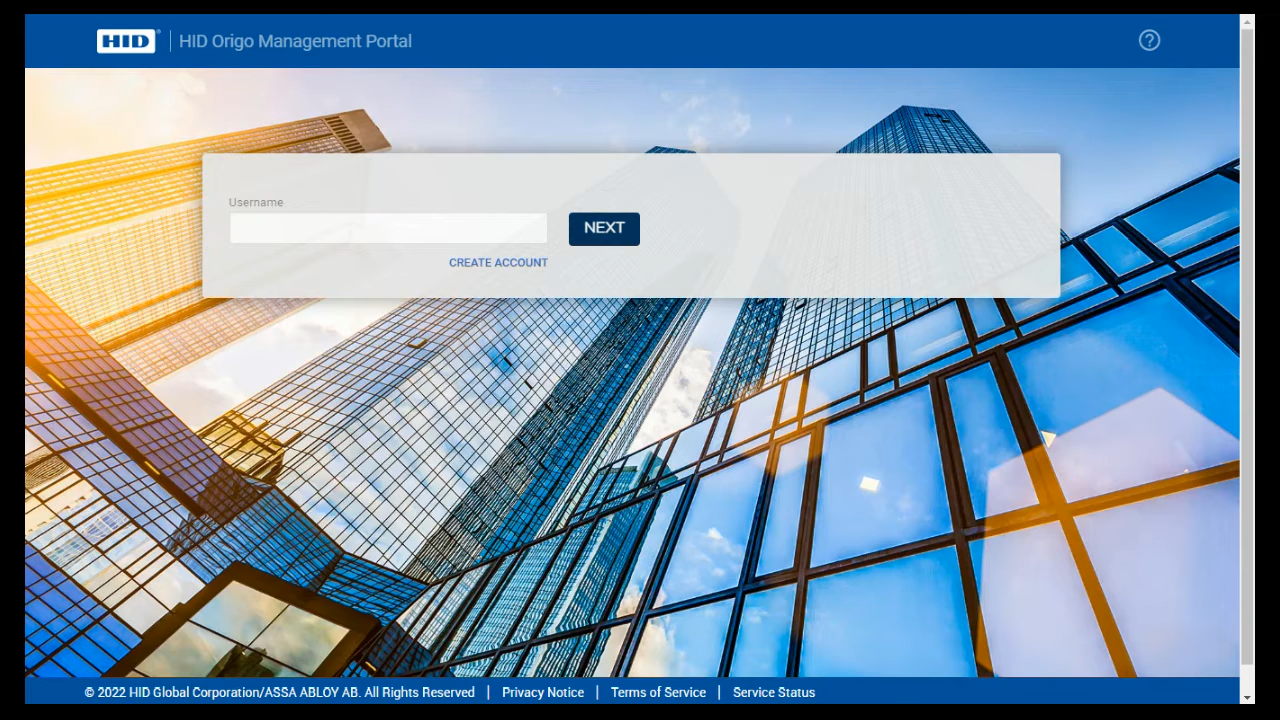 HID® | HID Origo Management Portal
Username
NEXT
CREATE ACCOUNT
© 2022 HID Global Corporation/ASSA ABLOY AB. All Rights Reserved | Privacy Notice | Terms of Service | Service Status